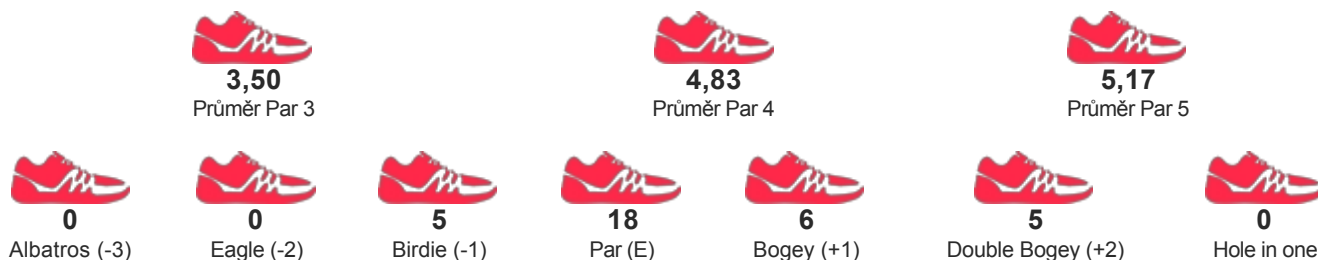 3,50
Průměr Par 3
4,83
Průměr Par 4
5,17
Průměr Par 5
0
Albatros (-3)
0
Eagle (-2)
5
Birdie (-1)
18
Par (E)
6
Bogey (+1)
5
Double Bogey (+2)
0
Hole in one